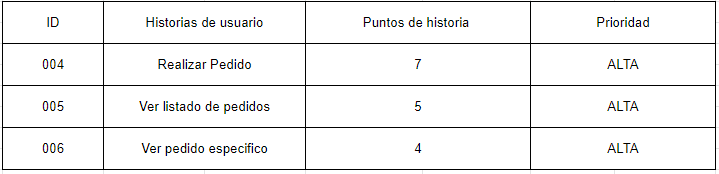 ID Historias de usuario Puntos de historia Prioridad
004 Realizar Pedido 7 ALTA
005 Ver listado de pedidos 5 ALTA
006 Ver pedido especifico 4 ALTA